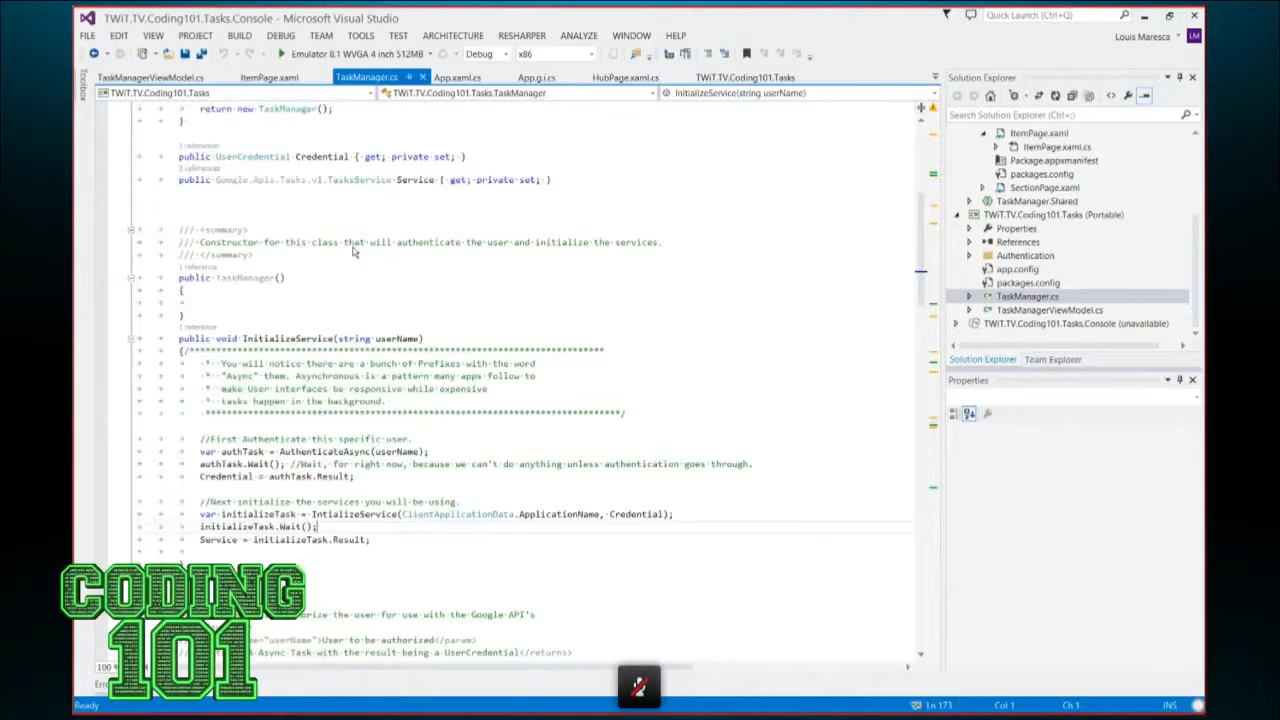 TWiT.TV.Coding101.Tasks.Console - Microsoft Visual Studio
Quick Launch (Ctrl+Q)
FILE EDIT VIEW PROJECT BUILD DEBUG TEAM TOOLS TEST ARCHITECTURE RESHARPER ANALYZE WINDOW HELP
Louis Maresca LM
Emulator 8.1 WVGA 4 inch 512MB Debug x86
Toolbox
TaskManagerViewModel.cs ItemPage.xaml TaskManager.cs App.xaml.cs App.g.i.cs HubPage.xaml.cs TWiT.TV.Coding101.Tasks
TWiT.TV.Coding101.Tasks TWiT.TV.Coding101.Tasks.TaskManager InitializeService(string userName)
return new TaskManager();
}
references
public UserCredential Credential { get; private set; }
references
public Google.Apis.Tasks.v1.TasksService Service { get; private set; }
/// <summary>
/// Constructor for this class that will authenticate the user and initialize the services.
/// </summary>
1 reference
public TaskManager()
{
}
1 reference
public void InitializeService(string userName)
{/******************************************************************************
* You will notice there are a bunch of Prefixes with the word
* "Async" them. Asynchronous is a pattern many apps follow to
* make User interfaces be responsive while expensive
* tasks happen in the background.
******************************************************************************/
//First Authenticate this specific user.
var authTask = AuthenticateAsync(userName);
authTask.Wait(); //Wait, for right now, because we can't do anything unless authentication goes through.
Credential = authTask.Result;
//Next initialize the services you will be using.
var initializeTask = IntializeService(ClientApplicationData.ApplicationName, Credential);
initializeTask.Wait();
Service = initializeTask.Result;
orize the user for use with the Google API's
="userName">User to be authorized</param>
Async Task with the result being a UserCredential</returns>
100
Solution Explorer
Search Solution Explorer (Ctrl+;)
ItemPage.xaml
ItemPage.xaml.cs
Package.appxmanifest
packages.config
SectionPage.xaml
TaskManager.Shared
TWiT.TV.Coding101.Tasks (Portable)
Properties
References
Authentication
app.config
packages.config
TaskManager.cs
TaskManagerViewModel.cs
TWiT.TV.Coding101.Tasks.Console (unavailable)
Solution Explorer Team Explorer
Properties
CODING
101
Ready Ln 173 Col 1 Ch 1 INS